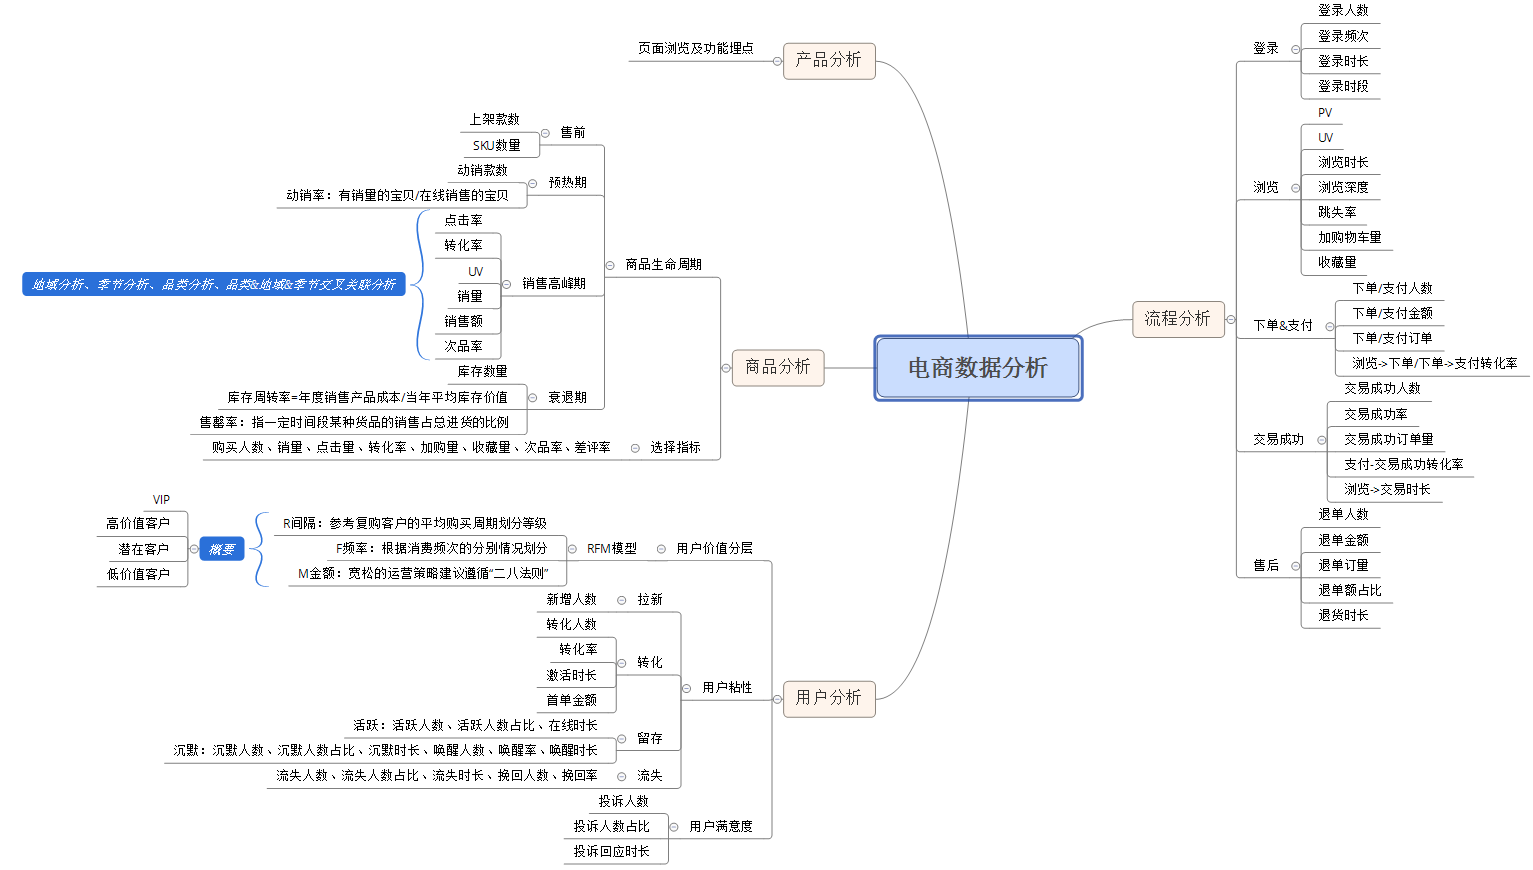 电商数据分析
产品分析
页面浏览及功能埋点
商品分析
商品生命周期
售前
上架款数
SKU数量
预热期
动销款数
动销率：有销量的宝贝/在线销售的宝贝
销售高峰期
点击率
转化率
UV
销量
销售额
次品率
地域分析、季节分析、品类分析、品类&地域&季节交叉关联分析
衰退期
库存数量
库存周转率=年度销售产品成本/当年平均库存价值
售罄率：指一定时间段某种货品的销售占总进货的比例
选择指标
购买人数、销量、点击量、转化率、加购量、收藏量、次品率、差评率
用户分析
用户价值分层
RFM模型
R间隔：参考复购客户的平均购买周期划分等级
F频率：根据消费频次的分别情况划分
M金额：宽松的运营策略建议遵循“二八法则”
概要
VIP
高价值客户
潜在客户
低价值客户
用户粘性
拉新
新增人数
转化
转化人数
转化率
激活时长
首单金额
留存
活跃：活跃人数、活跃人数占比、在线时长
沉默：沉默人数、沉默人数占比、沉默时长、唤醒人数、唤醒率、唤醒时长
流失
流失人数、流失人数占比、流失时长、挽回人数、挽回率
用户满意度
投诉人数
投诉人数占比
投诉回应时长
流程分析
登录
登录人数
登录频次
登录时长
登录时段
浏览
PV
UV
浏览时长
浏览深度
跳失率
加购物车量
收藏量
下单&支付
下单/支付人数
下单/支付金额
下单/支付订单
浏览->下单/下单->支付转化率
交易成功
交易成功人数
交易成功率
交易成功订单量
支付-交易成功转化率
浏览->交易时长
售后
退单人数
退单金额
退单订量
退单额占比
退货时长